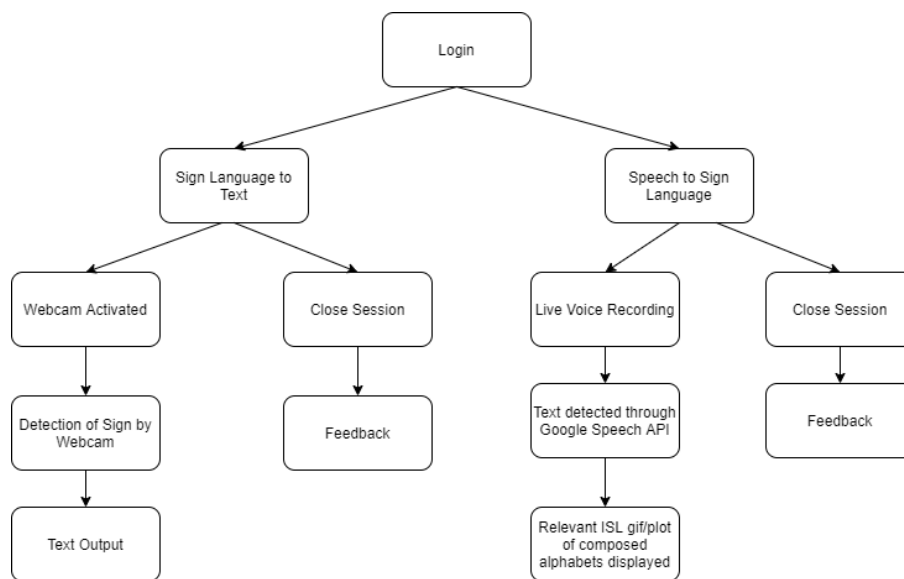 Login
Sign Language to
Text
Speech to Sign
Language
Webcam Activated
Close Session
Live Voice Recording
Close Session
Detection of Sign by
Webcam
Feedback
Text detected through
Google Speech API
Feedback
Text Output
Relevant ISL gif/plot
of composed
alphabets displayed